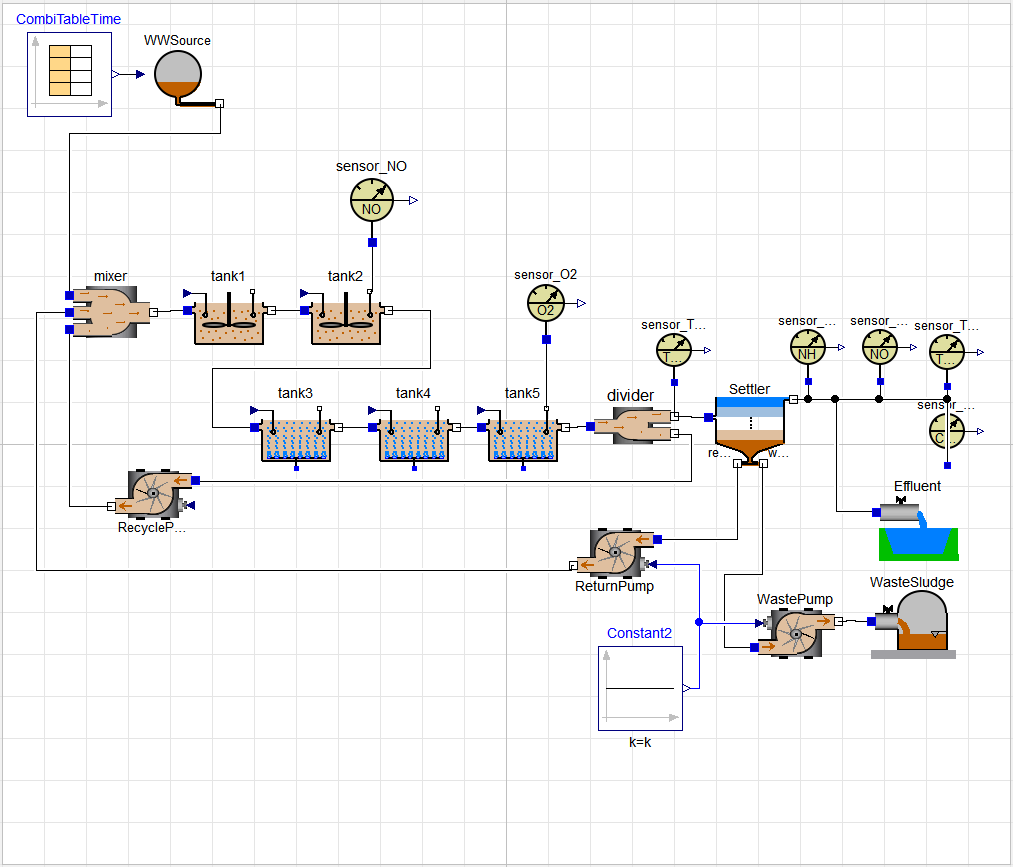 CombiTableTime
WWSource
sensor_NO
NO
mixer
tank1
tank2
sensor_O2
O2
sensor_T...
T...
sensor_...
NH
sensor_...
NO
sensor_T...
T...
tank3
tank4
tank5
divider
Settler
re...
w...
sensor_...
C...
RecycleP...
Effluent
ReturnPump
WastePump
WasteSludge
Constant2
k=k